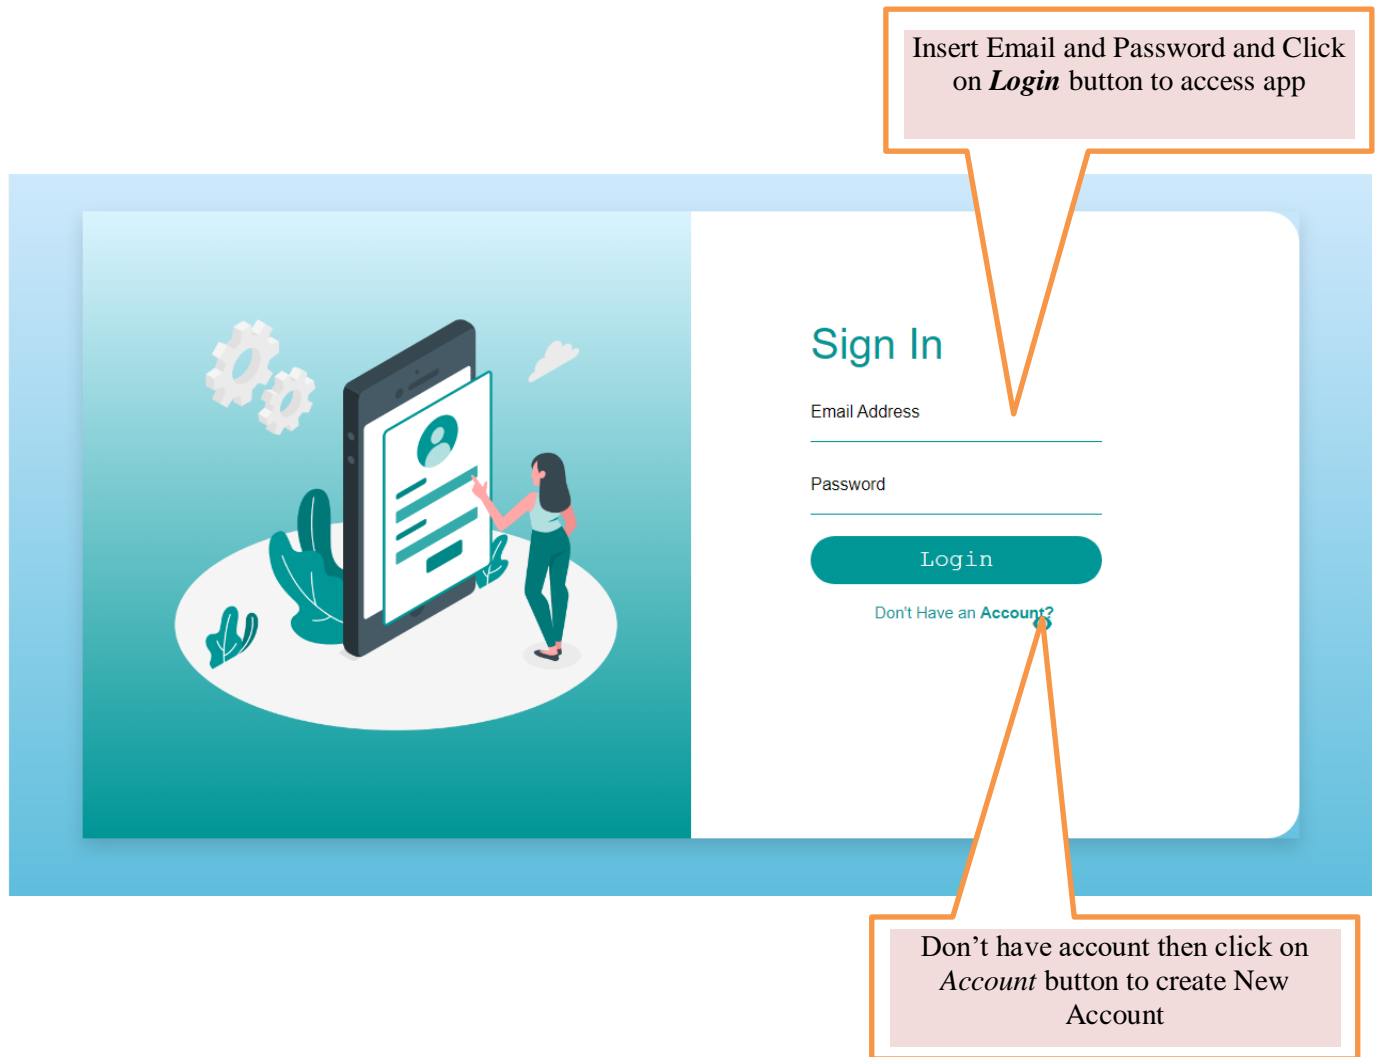 Insert Email and Password and Click
on Login button to access app
Sign In
Email Address
Password
Login
Don't Have an Account?
Don’t have account then click on
Account button to create New
Account